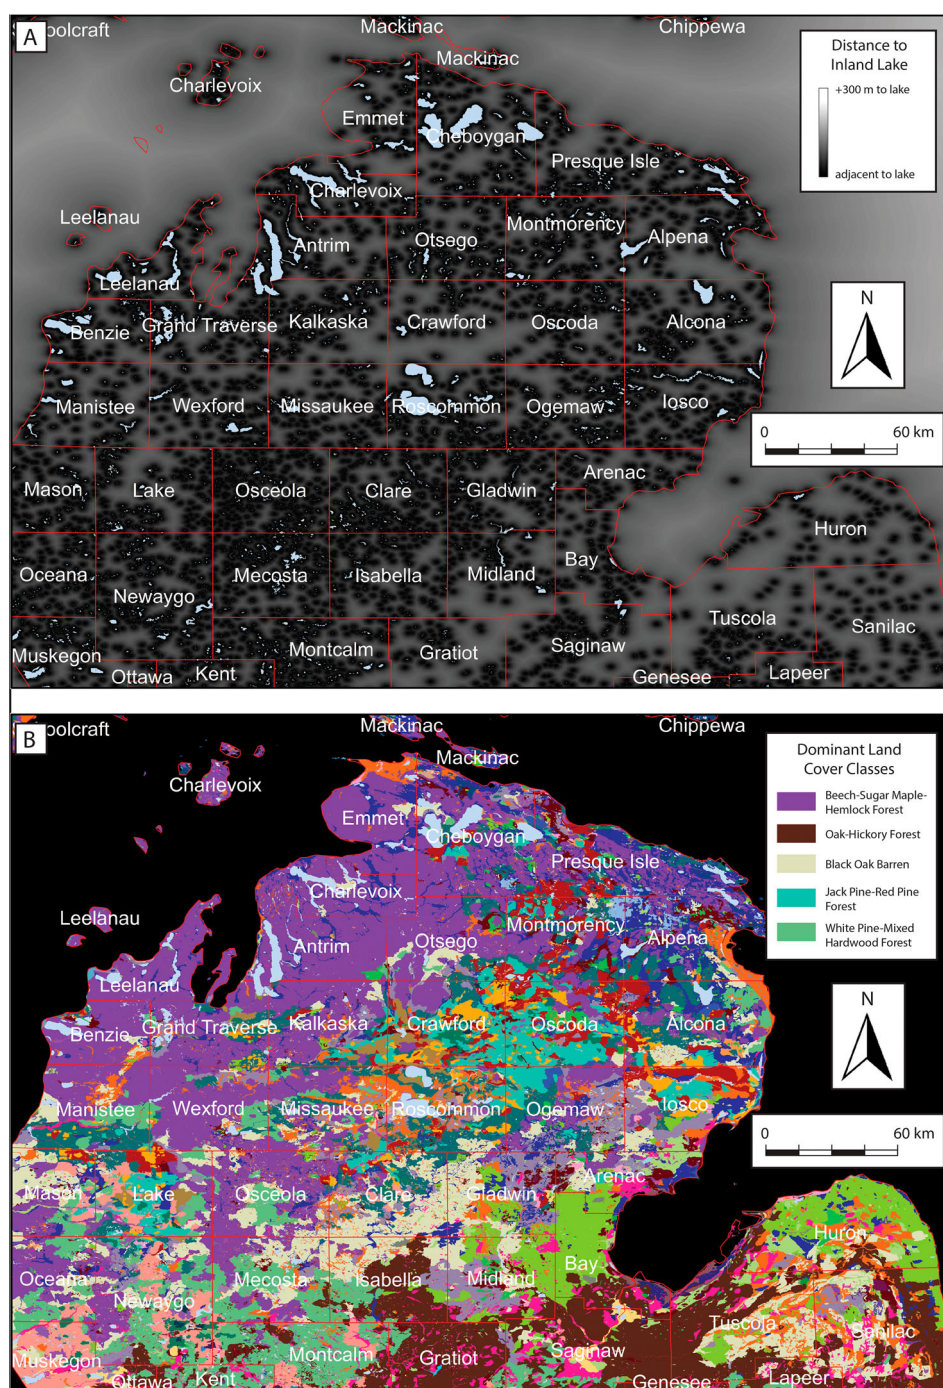 A
oolcraft
Mackinac
Chippewa
Mackinac
Charlevoix
Distance to
Inland Lake
+300 m to lake
adjacent to lake
Emmet
Cheboygan
Presque Isle
Charlevoix
Leelanau
Antrim
Otsego
Montmorency
Alpena
Leelanau
N
Benzie
Grand Traverse
Kalkaska
Crawford
Oscoda
Alcona
Manistee
Wexford
Missaukee
Roscommon
Ogemaw
Iosco
0 60 km
Mason
Lake
Osceola
Clare
Gladwin
Arenac
Huron
Oceana
Newaygo
Mecosta
Isabella
Midland
Bay
Tuscola
Sanilac
Muskegon
Ottawa
Kent
Montcalm
Gratiot
Saginaw
Genesee
Lapeer
B
oolcraft
Mackinac
Chippewa
Mackinac
Charlevoix
Dominant Land
Cover Classes
Beech-Sugar Maple-
Hemlock Forest
Oak-Hickory Forest
Black Oak Barren
Jack Pine-Red Pine
Forest
White Pine-Mixed
Hardwood Forest
Emmet
Cheboygan
Presque Isle
Charlevoix
Leelanau
Antrim
Otsego
Montmorency
Alpena
Leelanau
N
Benzie
Grand Traverse
Kalkaska
Crawford
Oscoda
Alcona
Manistee
Wexford
Missaukee
Roscommon
Ogemaw
Iosco
0 60 km
Mason
Lake
Osceola
Clare
Gladwin
Arenac
Huron
Oceana
Newaygo
Mecosta
Isabella
Midland
Bay
Tuscola
Sanilac
Muskegon
Ottawa
Kent
Montcalm
Gratiot
Saginaw
Genesee
Lapeer